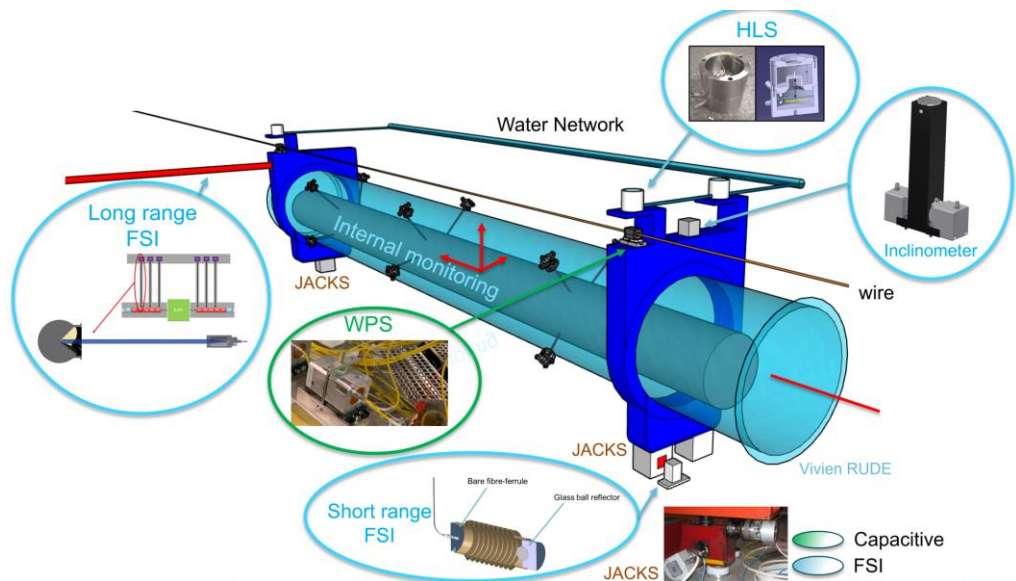 HLS
Water Network
Long range
FSI
Internal monitoring
JACKS
Inclinometer
wire
WPS
JACKS
Vivien RUDE
Short range
FSI
Bare fibre-ferrule
Glass ball reflector
JACKS
Capacitive
FSI